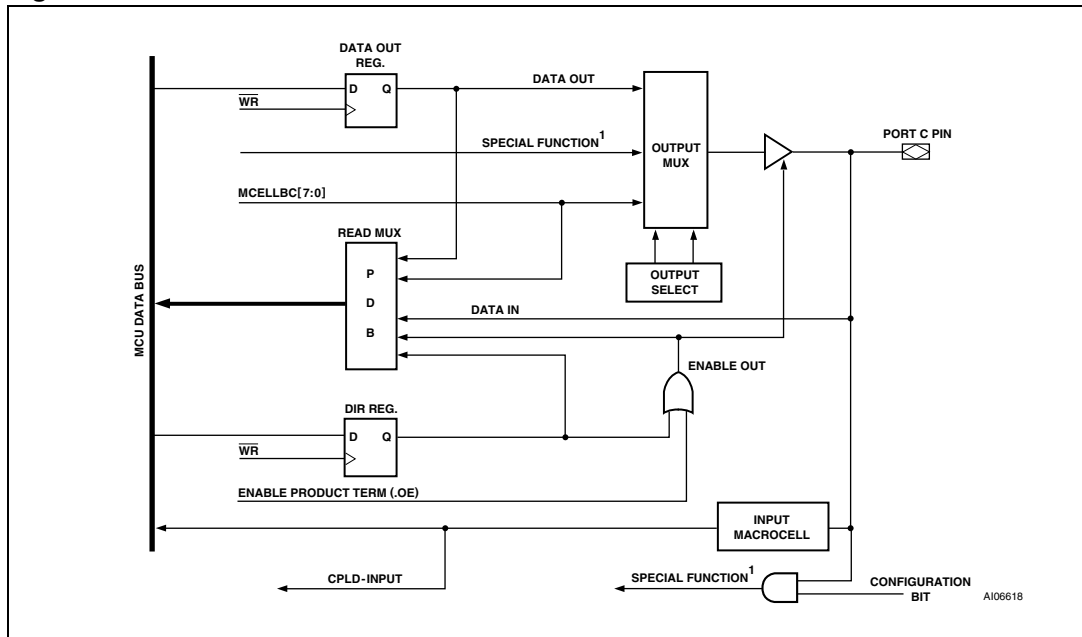 DATA OUT
REG.
D Q
WR
DATA OUT
SPECIAL FUNCTION1
OUTPUT
MUX
PORT C PIN
MCELLBC[7:0]
READ MUX
P
D
B
OUTPUT
SELECT
MCU DATA BUS
DATA IN
ENABLE OUT
DIR REG.
D Q
WR
ENABLE PRODUCT TERM (.OE)
INPUT
MACROCELL
CPLD-INPUT
SPECIAL FUNCTION1
CONFIGURATION
BIT
AI06618